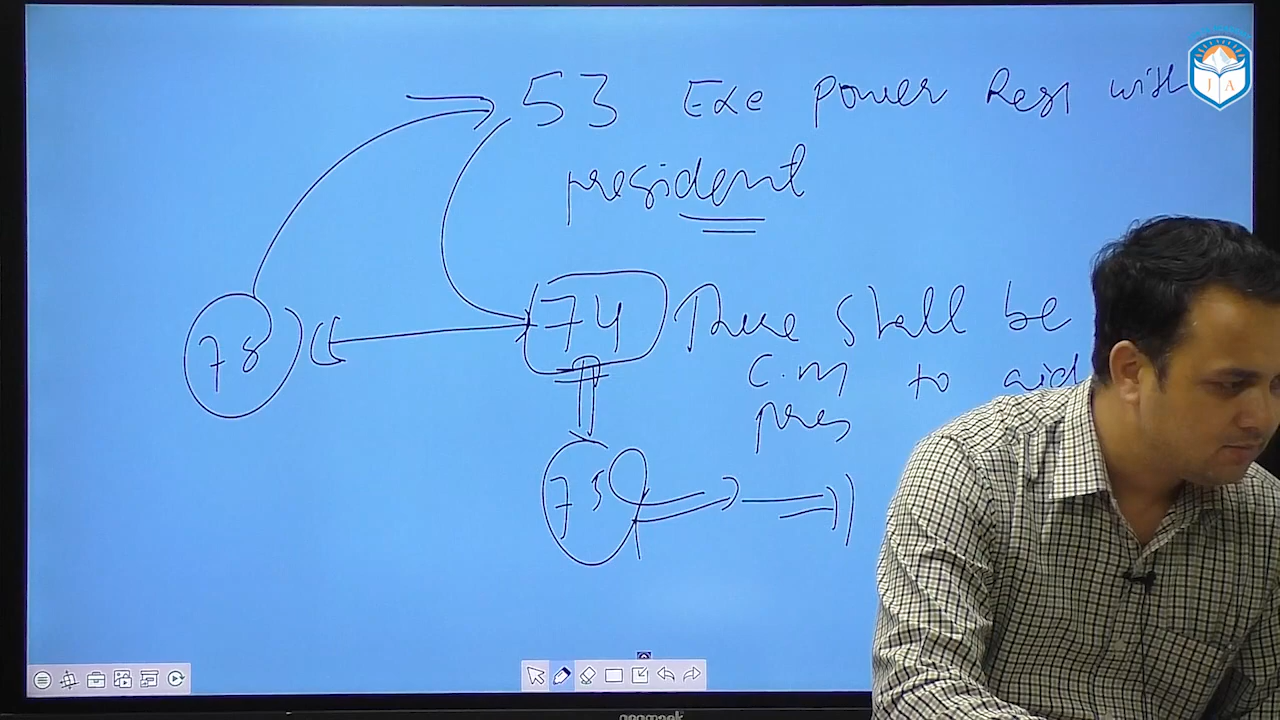 53 Exe power Rest with
president
78
74 There shall be
C.M to aid
pres
75
J A